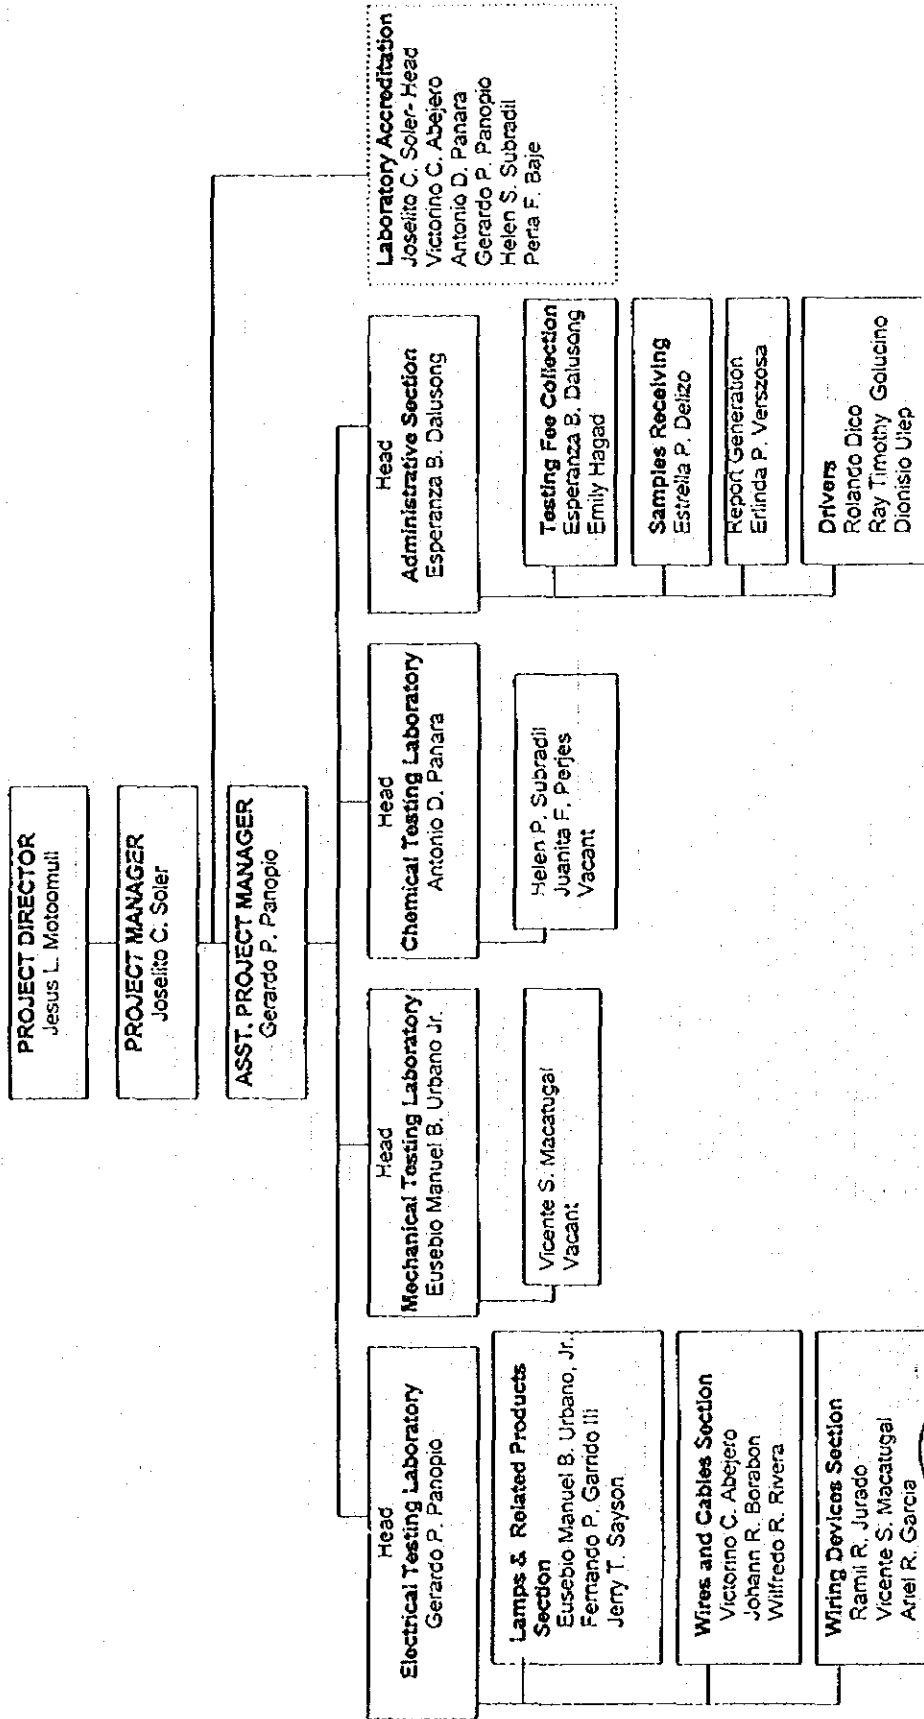 PROJECT DIRECTOR
Jesus L. Motoomull
PROJECT MANAGER
Joselito C. Soler
ASST. PROJECT MANAGER
Gerardo P. Panopio
Head
Electrical Testing Laboratory
Gerardo P. Panopio
Lamps & Related Products
Section
Eusebio Manuel B. Urbano, Jr.
Fernando P. Garrido III
Jerry T. Sayson
Wires and Cables Section
Victorino C. Abejero
Johann R. Borabon
Wilfredo R. Rivera
Wiring Devices Section
Ramil R. Jurado
Vicente S. Macatugal
Ariel R. Garcia
Head
Mechanical Testing Laboratory
Eusebio Manuel B. Urbano Jr.
Vicente S. Macatugal
Vacant
Head
Chemical Testing Laboratory
Antonio D. Panara
Helen P. Subradil
Juanita F. Perjes
Vacant
Head
Administrative Section
Esperanza B. Dalusong
Testing Fee Collection
Esperanza B. Dalusong
Emily Hagad
Samples Receiving
Estrella P. Delizo
Report Generation
Erlinda P. Verszosa
Drivers
Rolando Dico
Ray Timothy Golucino
Dionisio Ulep
Laboratory Accreditation
Joselito C. Soler- Head
Victorino C. Abejero
Antonio D. Panara
Gerardo P. Panopio
Helen S. Subradil
Perla F. Baje